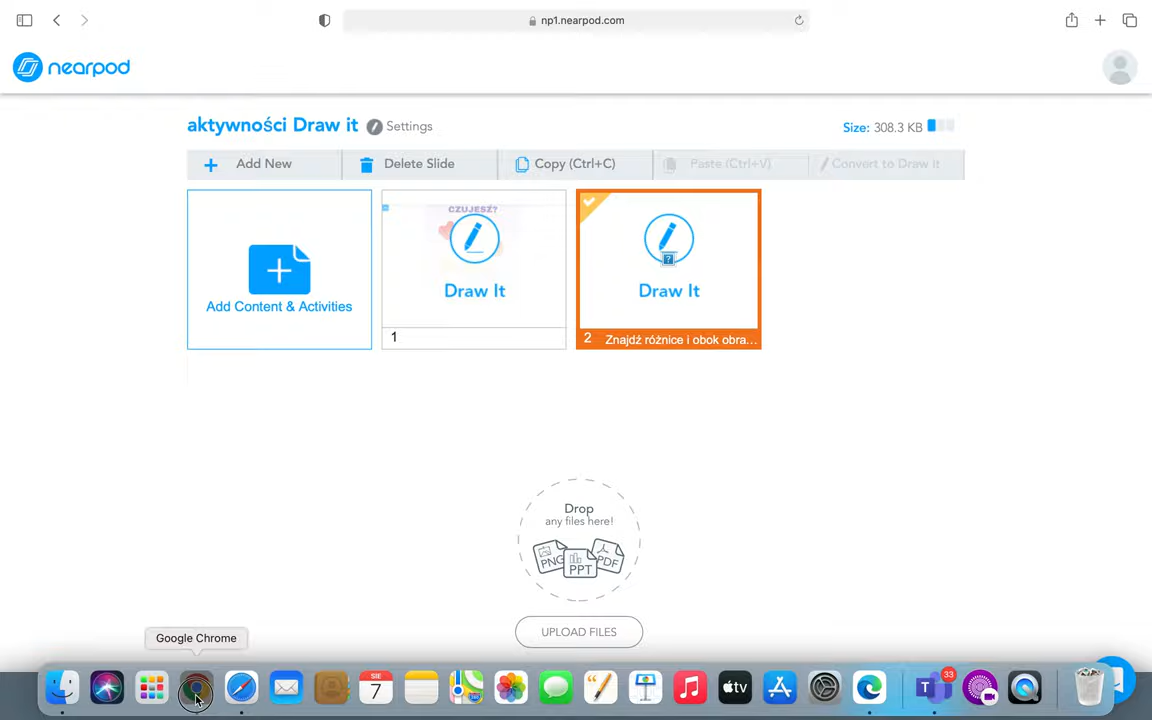 np1.nearpod.com
nearpod
aktywności Draw it
Settings
Size: 308.3 KB
Add New
Delete Slide
Copy (Ctrl+C)
Paste (Ctrl+V)
Convert to Draw It
Add Content & Activities
CZUJESZ?
Draw It
1
?
Draw It
2 Znajdź różnice i obok obra...
Drop
any files here!
PNG
PPT
PDF
UPLOAD FILES
Google Chrome
SIE
7
tv
33